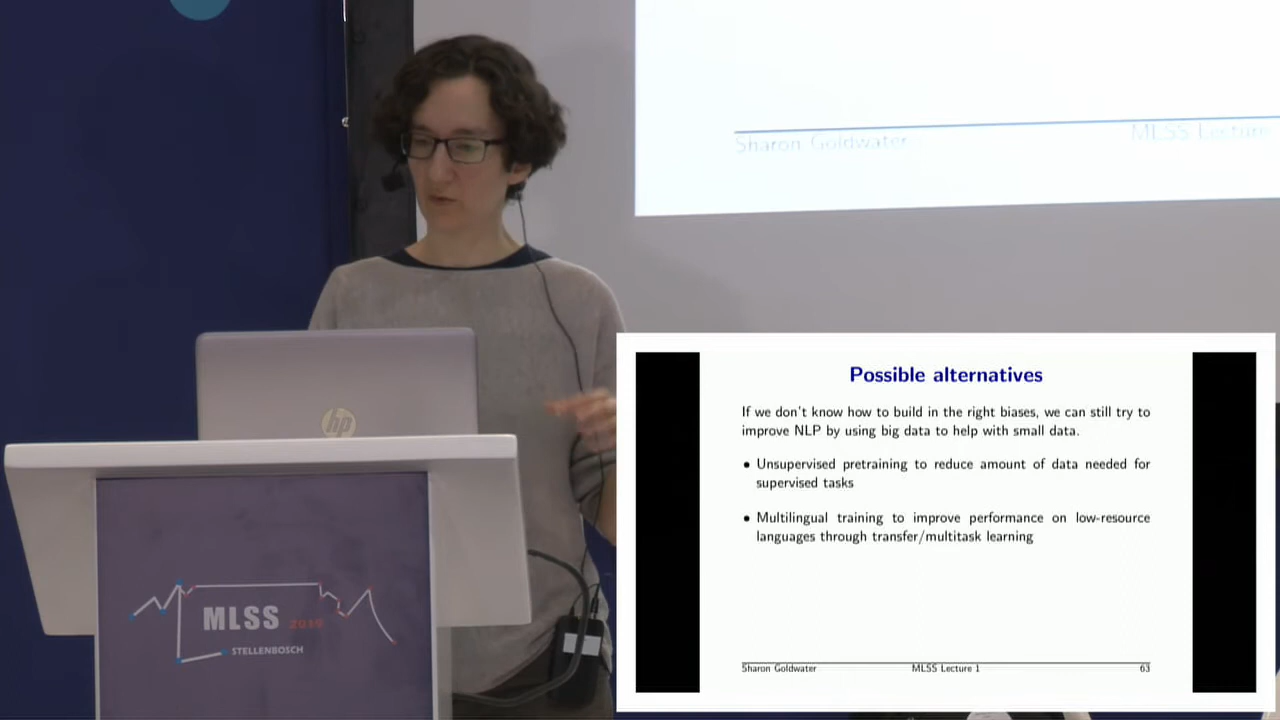 Sharon Goldwater
MLSS Lecture
hp
MLSS 2019
STELLENBOSCH
Possible alternatives
If we don't know how to build in the right biases, we can still try to
improve NLP by using big data to help with small data.
• Unsupervised pretraining to reduce amount of data needed for
supervised tasks
• Multilingual training to improve performance on low-resource
languages through transfer/multitask learning
Sharon Goldwater MLSS Lecture 1 63